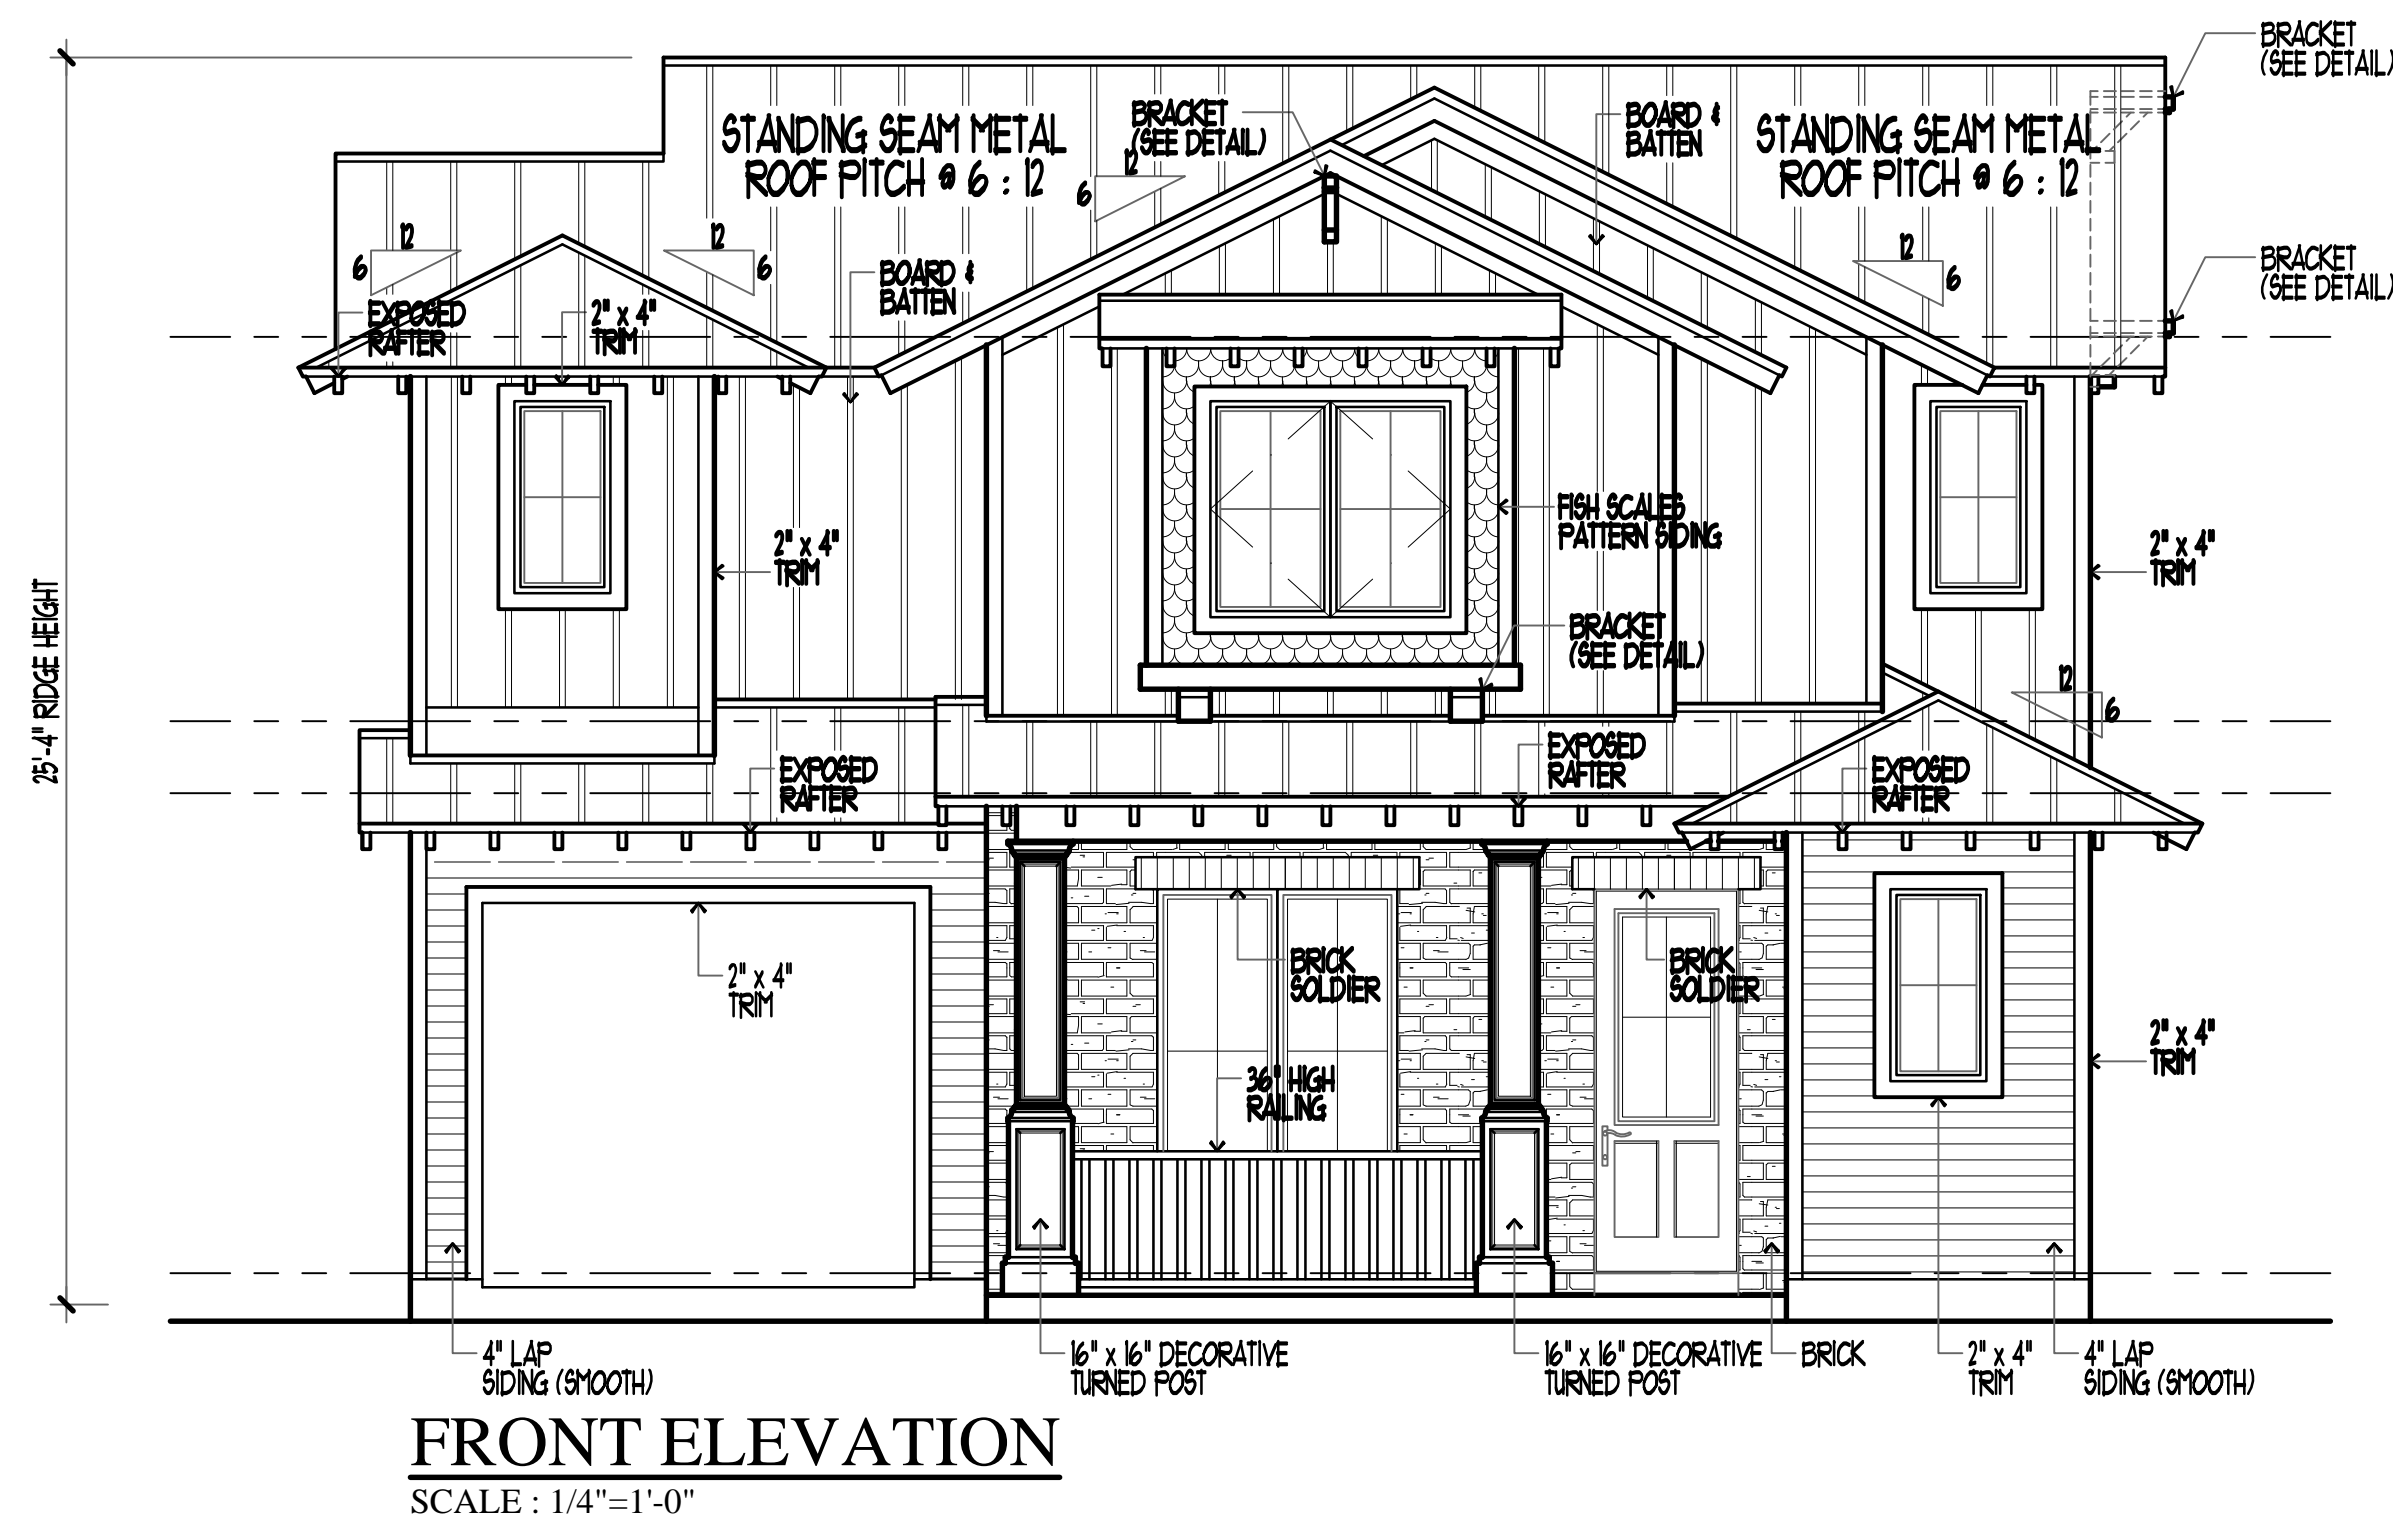 BRACKET
(SEE DETAIL)
STANDING SEAM METAL
ROOF PITCH @ 6 : 12
BRACKET
(SEE DETAIL)
12
6
BOARD &
BATTEN
STANDING SEAM METAL
ROOF PITCH @ 6 : 12
12
6
12
6
12
6
BOARD &
BATTEN
BRACKET
(SEE DETAIL)
EXPOSED
RAFTER
2" x 4"
TRIM
FISH SCALES
PATTERN SIDING
2" x 4"
TRIM
2" x 4"
TRIM
25'-4" RIDGE HEIGHT
BRACKET
(SEE DETAIL)
12
6
EXPOSED
RAFTER
EXPOSED
RAFTER
EXPOSED
RAFTER
2" x 4"
TRIM
BRICK
SOLDIER
BRICK
SOLDIER
36" HIGH
RAILING
2" x 4"
TRIM
4" LAP
SIDING (SMOOTH)
16" x 16" DECORATIVE
TURNED POST
16" x 16" DECORATIVE
TURNED POST
BRICK
2" x 4"
TRIM
4" LAP
SIDING (SMOOTH)
FRONT ELEVATION
SCALE : 1/4"=1'-0"